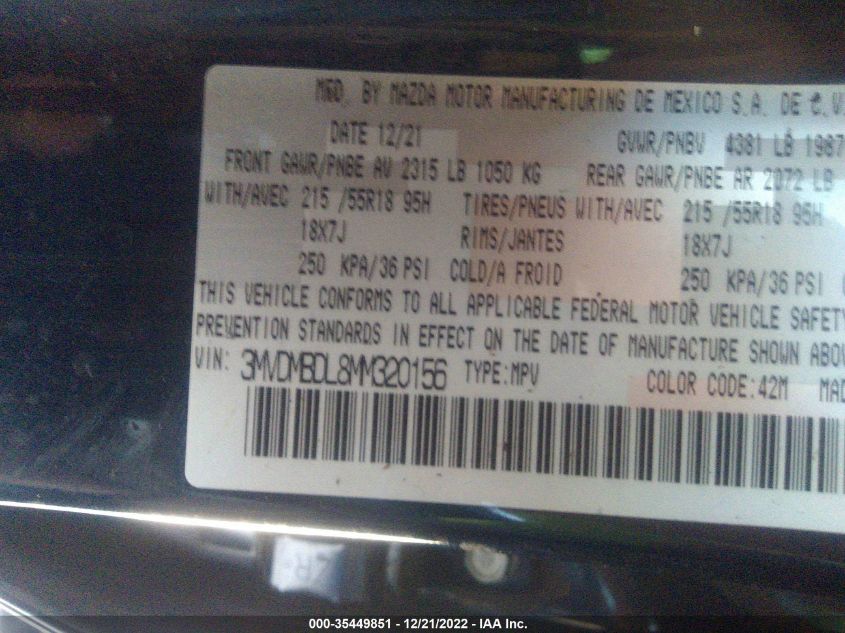 MFD. BY MAZDA MOTOR MANUFACTURING DE MEXICO S.A. DE C.V.
DATE 12/21 GVWR/PNBV 4381 LB 1987
FRONT GAWR/PNBE AV 2315 LB 1050 KG REAR GAWR/PNBE AR 2072 LB
WITH/AVEC 215 /55R18 95H TIRES/PNEUS WITH/AVEC 215 /55R18 95H
18X7J RIMS/JANTES 18X7J
250 KPA/36 PSI COLD/A FROID 250 KPA/36 PSI
THIS VEHICLE CONFORMS TO ALL APPLICABLE FEDERAL MOTOR VEHICLE SAFETY
PREVENTION STANDARDS IN EFFECT ON THE DATE OF MANUFACTURE SHOWN ABOV
VIN: 3MVDMBDL8MM320156 TYPE:MPV COLOR CODE:42M MAD
000-35449851 - 12/21/2022 - IAA Inc.